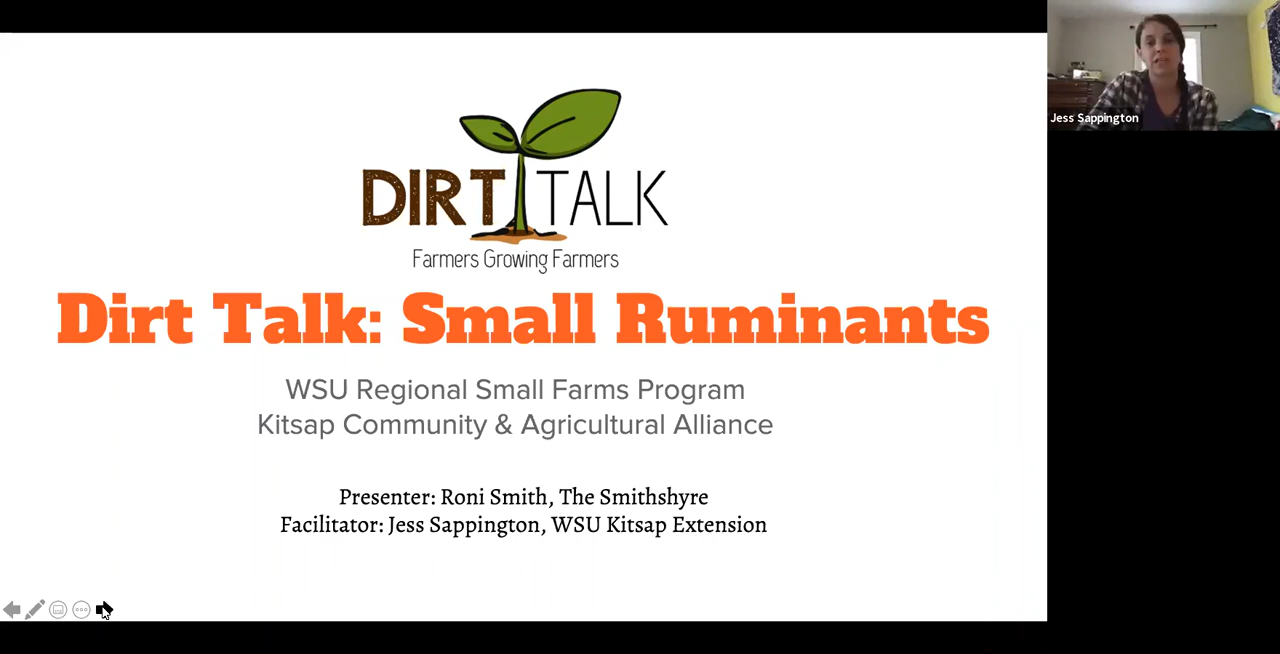 DIRT TALK
Farmers Growing Farmers
Dirt Talk: Small Ruminants
WSU Regional Small Farms Program
Kitsap Community & Agricultural Alliance
Presenter: Roni Smith, The Smithshyre
Facilitator: Jess Sappington, WSU Kitsap Extension
Jess Sappington